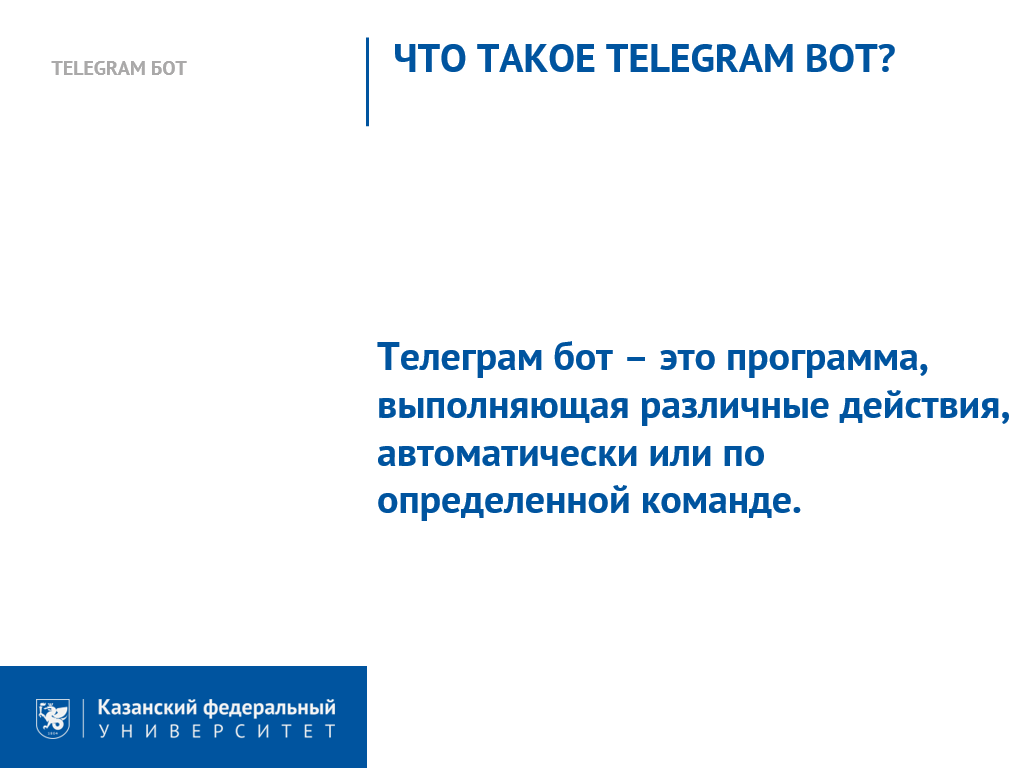 TELEGRAM БОТ
ЧТО ТАКОЕ TELEGRAM BOT?
Телеграм бот – это программа,
выполняющая различные действия,
автоматически или по
определенной команде.
Казанский федеральный
УНИВЕРСИТЕТ